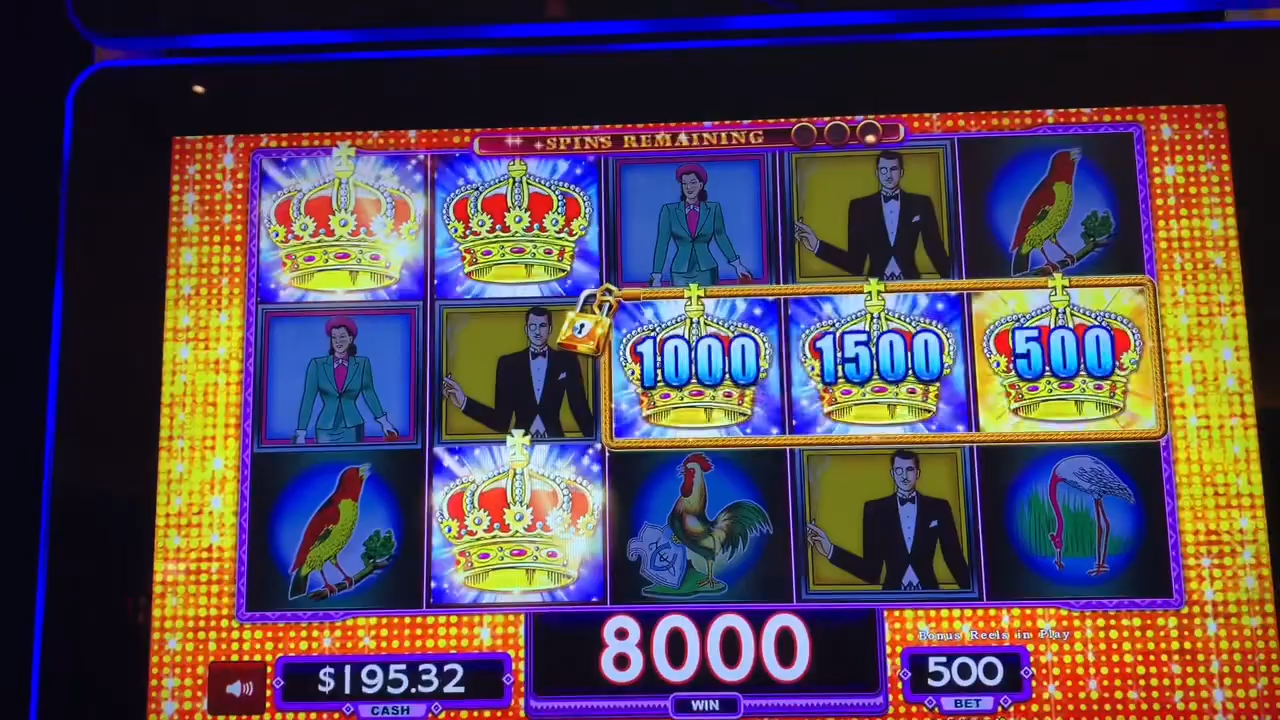 SPINS REMAINING
1000
1500
500
8000
Bonus Reels in Play
$195.32
500
CASH
WIN
BET